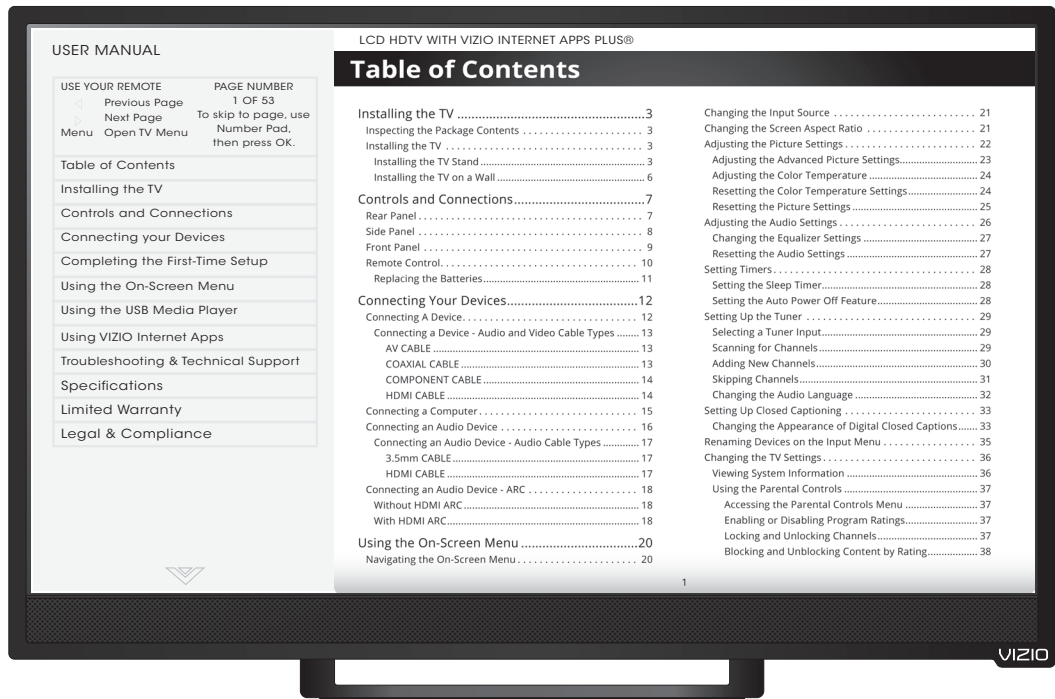 USER MANUAL
USE YOUR REMOTE
Previous Page
Next Page
Menu Open TV Menu
PAGE NUMBER
1 OF 53
To skip to page, use
Number Pad,
then press OK.
Table of Contents
Installing the TV
Controls and Connections
Connecting your Devices
Completing the First-Time Setup
Using the On-Screen Menu
Using the USB Media Player
Using VIZIO Internet Apps
Troubleshooting & Technical Support
Specifications
Limited Warranty
Legal & Compliance
LCD HDTV WITH VIZIO INTERNET APPS PLUS®
Table of Contents
Installing the TV ................................................3
Inspecting the Package Contents . . . . . . . . . . . . . . . . . . . . 3
Installing the TV . . . . . . . . . . . . . . . . . . . . . . . . . . . . . . 3
Installing the TV Stand ................................................ 3
Installing the TV on a Wall ................................................ 6
Controls and Connections................................7
Rear Panel . . . . . . . . . . . . . . . . . . . . . . . . . . . . . . . . . . 7
Side Panel . . . . . . . . . . . . . . . . . . . . . . . . . . . . . . . . . . 8
Front Panel . . . . . . . . . . . . . . . . . . . . . . . . . . . . . . . . . 9
Remote Control. . . . . . . . . . . . . . . . . . . . . . . . . . . . . . 10
Replacing the Batteries................................................ 11
Connecting Your Devices.................................12
Connecting A Device. . . . . . . . . . . . . . . . . . . . . . . . . . 12
Connecting a Device - Audio and Video Cable Types ........ 13
AV CABLE ................................................ 13
COAXIAL CABLE ................................................ 13
COMPONENT CABLE ................................................ 14
HDMI CABLE ................................................ 14
Connecting a Computer . . . . . . . . . . . . . . . . . . . . . . . . 15
Connecting an Audio Device . . . . . . . . . . . . . . . . . . . . . 16
Connecting an Audio Device - Audio Cable Types ............. 17
3.5mm CABLE ................................................ 17
HDMI CABLE ................................................ 17
Connecting an Audio Device - ARC . . . . . . . . . . . . . . . . . . 18
Without HDMI ARC................................................ 18
With HDMI ARC................................................ 18
Using the On-Screen Menu .............................20
Navigating the On-Screen Menu . . . . . . . . . . . . . . . . . . . . 20
Changing the Input Source . . . . . . . . . . . . . . . . . . . . . . 21
Changing the Screen Aspect Ratio . . . . . . . . . . . . . . . . . . 21
Adjusting the Picture Settings . . . . . . . . . . . . . . . . . . . . . 22
Adjusting the Advanced Picture Settings........................ 23
Adjusting the Color Temperature ................................ 24
Resetting the Color Temperature Settings...................... 24
Resetting the Picture Settings ................................ 25
Adjusting the Audio Settings . . . . . . . . . . . . . . . . . . . . . 26
Changing the Equalizer Settings ................................ 27
Resetting the Audio Settings ................................ 27
Setting Timers . . . . . . . . . . . . . . . . . . . . . . . . . . . . . . 28
Setting the Sleep Timer................................ 28
Setting the Auto Power Off Feature.............................. 28
Setting Up the Tuner . . . . . . . . . . . . . . . . . . . . . . . . . . 29
Selecting a Tuner Input................................ 29
Scanning for Channels................................ 29
Adding New Channels................................ 30
Skipping Channels................................ 31
Changing the Audio Language ................................ 32
Setting Up Closed Captioning . . . . . . . . . . . . . . . . . . . . . 33
Changing the Appearance of Digital Closed Captions....... 33
Renaming Devices on the Input Menu . . . . . . . . . . . . . . . . 35
Changing the TV Settings. . . . . . . . . . . . . . . . . . . . . . . . 36
Viewing System Information ................................ 36
Using the Parental Controls ................................ 37
Accessing the Parental Controls Menu ....................... 37
Enabling or Disabling Program Ratings....................... 37
Locking and Unlocking Channels................................ 37
Blocking and Unblocking Content by Rating................. 38
1
VIZIO